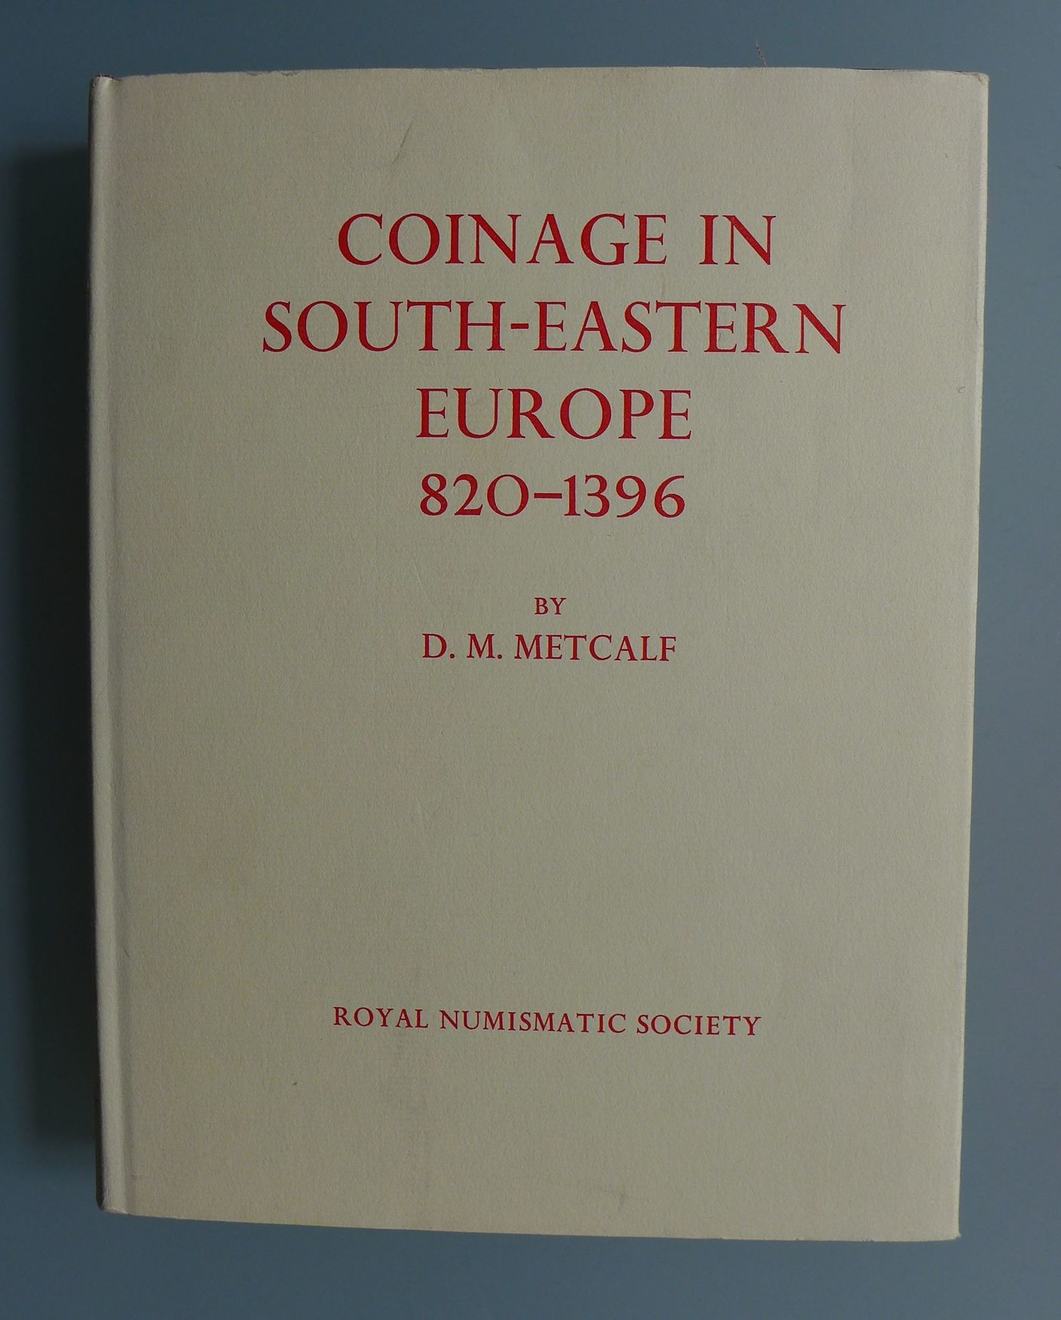 COINAGE IN
SOUTH-EASTERN
EUROPE
820–1396
BY
D. M. METCALF
ROYAL NUMISMATIC SOCIETY